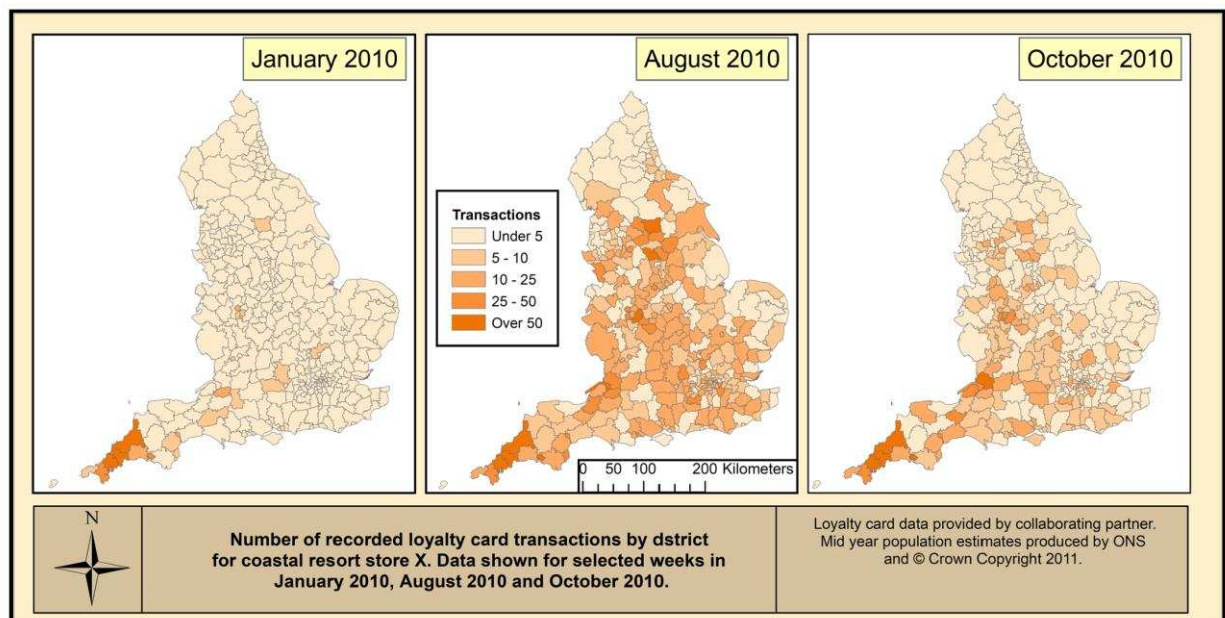 January 2010
August 2010
October 2010
Transactions
Under 5
5 - 10
10 - 25
25 - 50
Over 50
0 50 100 200 Kilometers
N
Number of recorded loyalty card transactions by dstrict
for coastal resort store X. Data shown for selected weeks in
January 2010, August 2010 and October 2010.
Loyalty card data provided by collaborating partner.
Mid year population estimates produced by ONS
and © Crown Copyright 2011.